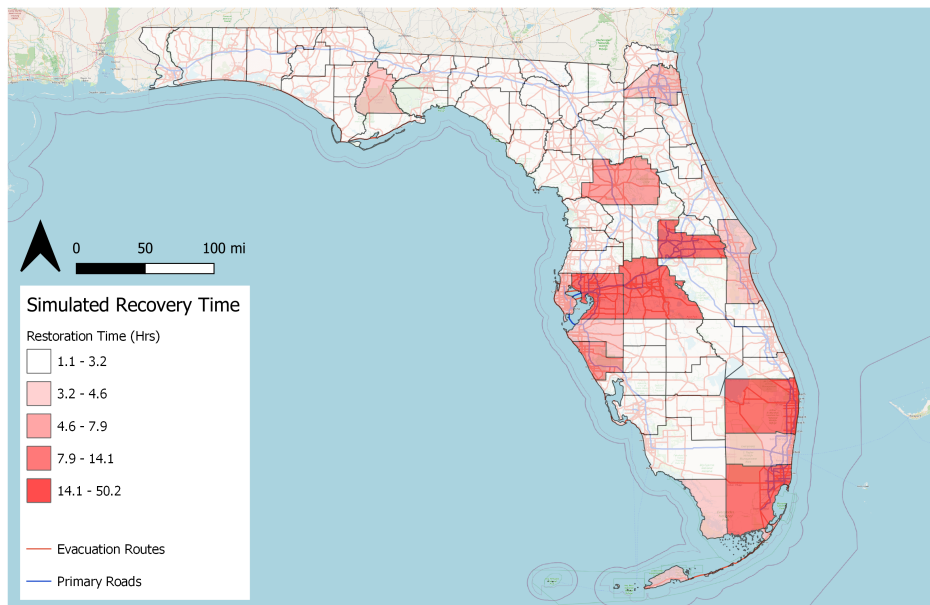 0 50 100 mi
Simulated Recovery Time
Restoration Time (Hrs)
1.1 - 3.2
3.2 - 4.6
4.6 - 7.9
7.9 - 14.1
14.1 - 50.2
Evacuation Routes
Primary Roads